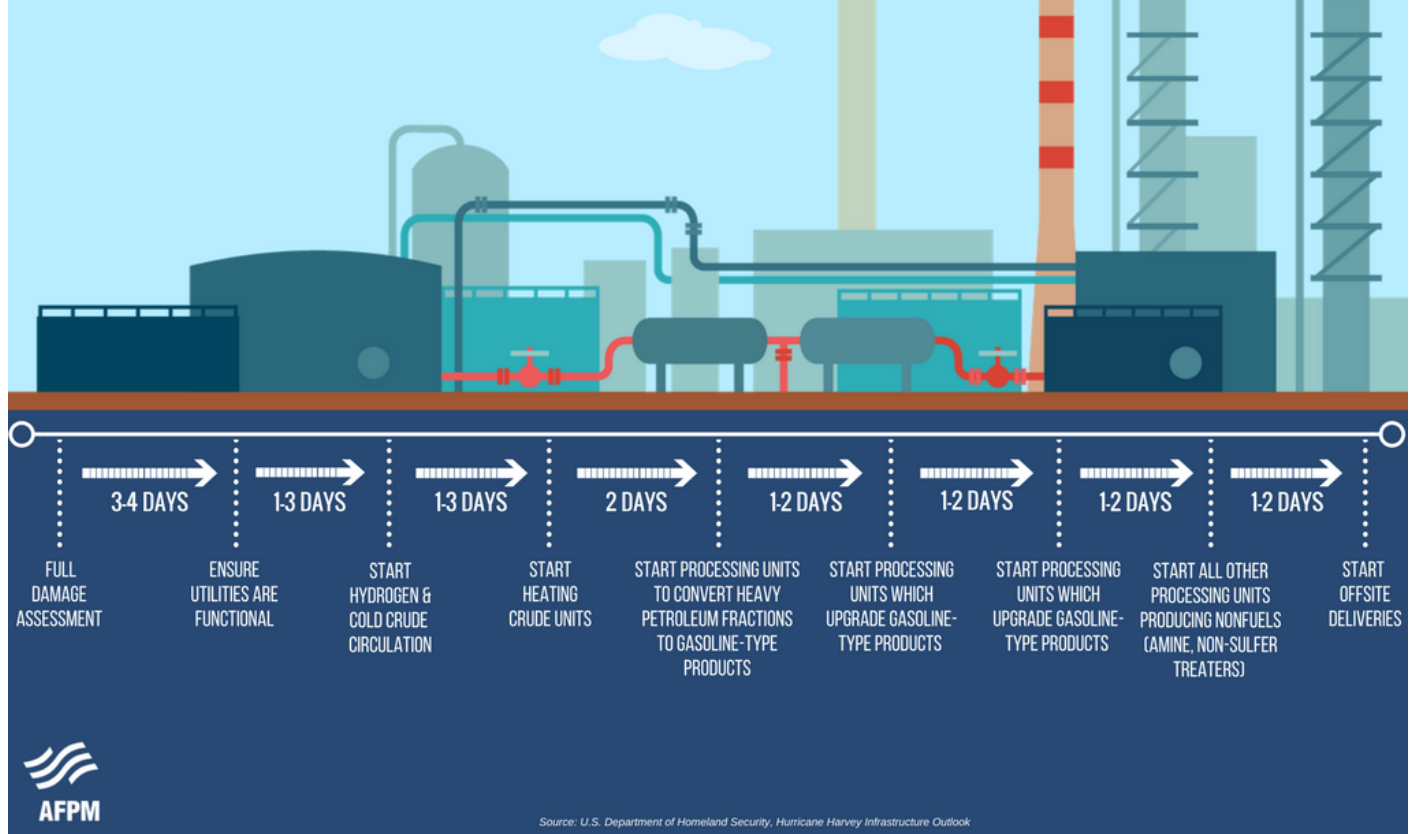 3-4 DAYS
1-3 DAYS
1-3 DAYS
2 DAYS
1-2 DAYS
1-2 DAYS
1-2 DAYS
1-2 DAYS
FULL
DAMAGE
ASSESSMENT
ENSURE
UTILITIES ARE
FUNCTIONAL
START
HYDROGEN &
COLD CRUDE
CIRCULATION
START
HEATING
CRUDE UNITS
START PROCESSING UNITS
TO CONVERT HEAVY
PETROLEUM FRACTIONS
TO GASOLINE-TYPE
PRODUCTS
START PROCESSING
UNITS WHICH
UPGRADE GASOLINE-
TYPE PRODUCTS
START PROCESSING
UNITS WHICH
UPGRADE GASOLINE-
TYPE PRODUCTS
START ALL OTHER
PROCESSING UNITS
PRODUCING NONFUELS
(AMINE, NON-SULFER
TREATERS)
START
OFFSITE
DELIVERIES
AFPM
Source: U.S. Department of Homeland Security, Hurricane Harvey Infrastructure Outlook